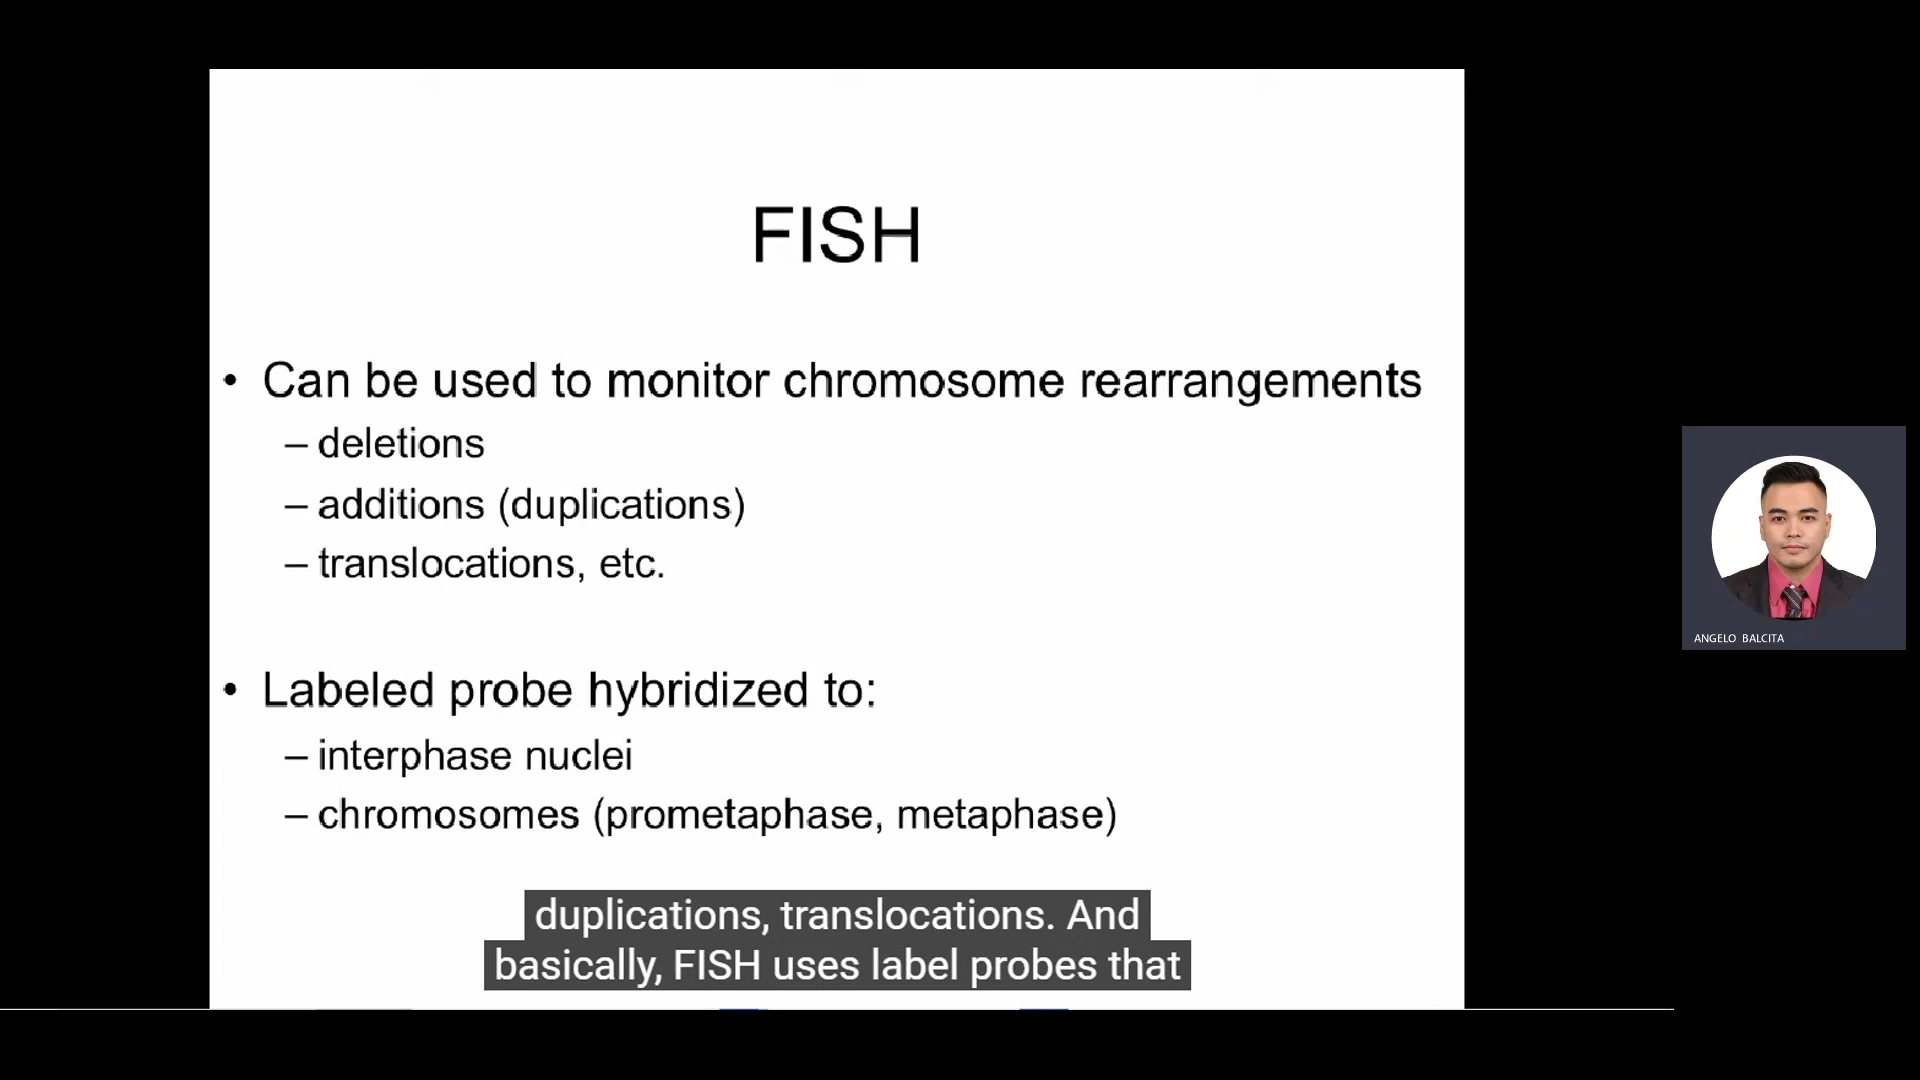 FISH
• Can be used to monitor chromosome rearrangements
– deletions
– additions (duplications)
– translocations, etc.
• Labeled probe hybridized to:
– interphase nuclei
– chromosomes (prometaphase, metaphase)
duplications, translocations. And
basically, FISH uses label probes that
ANGELO BALCITA